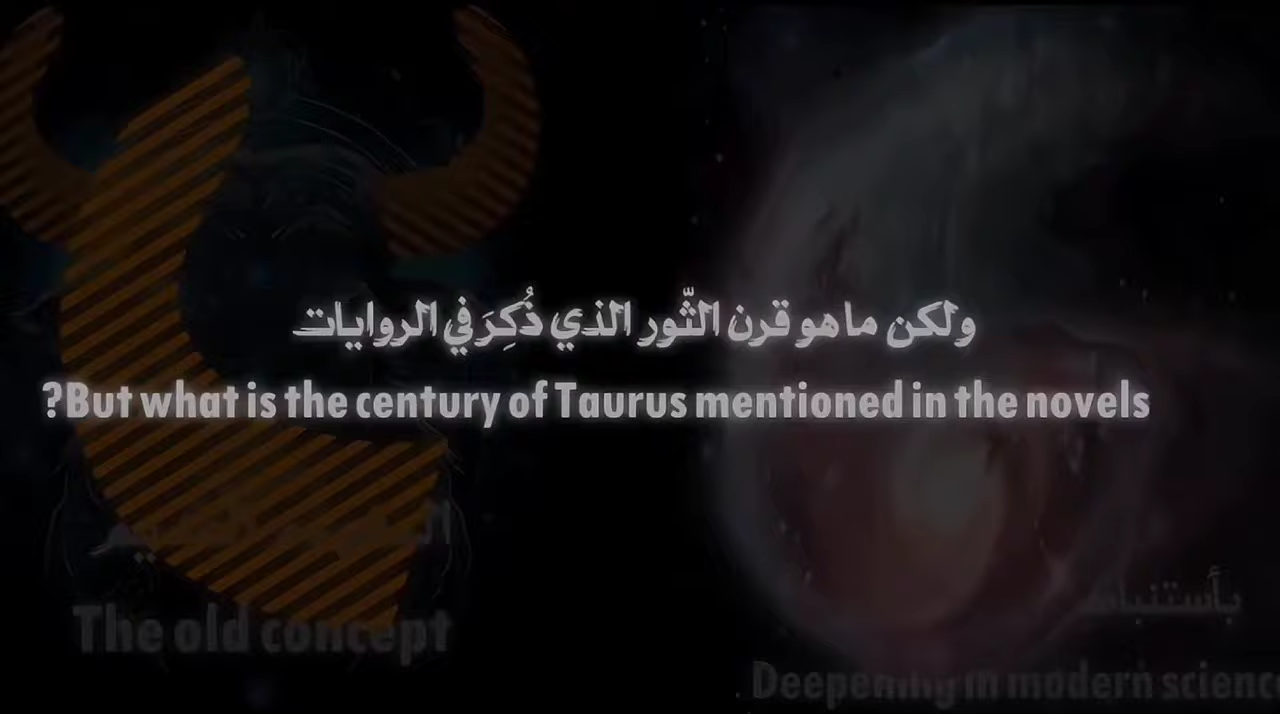 ولكن ما هو قرن الثّور الذي ذُكِرَ في الروايات
?But what is the century of Taurus mentioned in the novels
The old concept
بأستنباط
Deepening in modern science